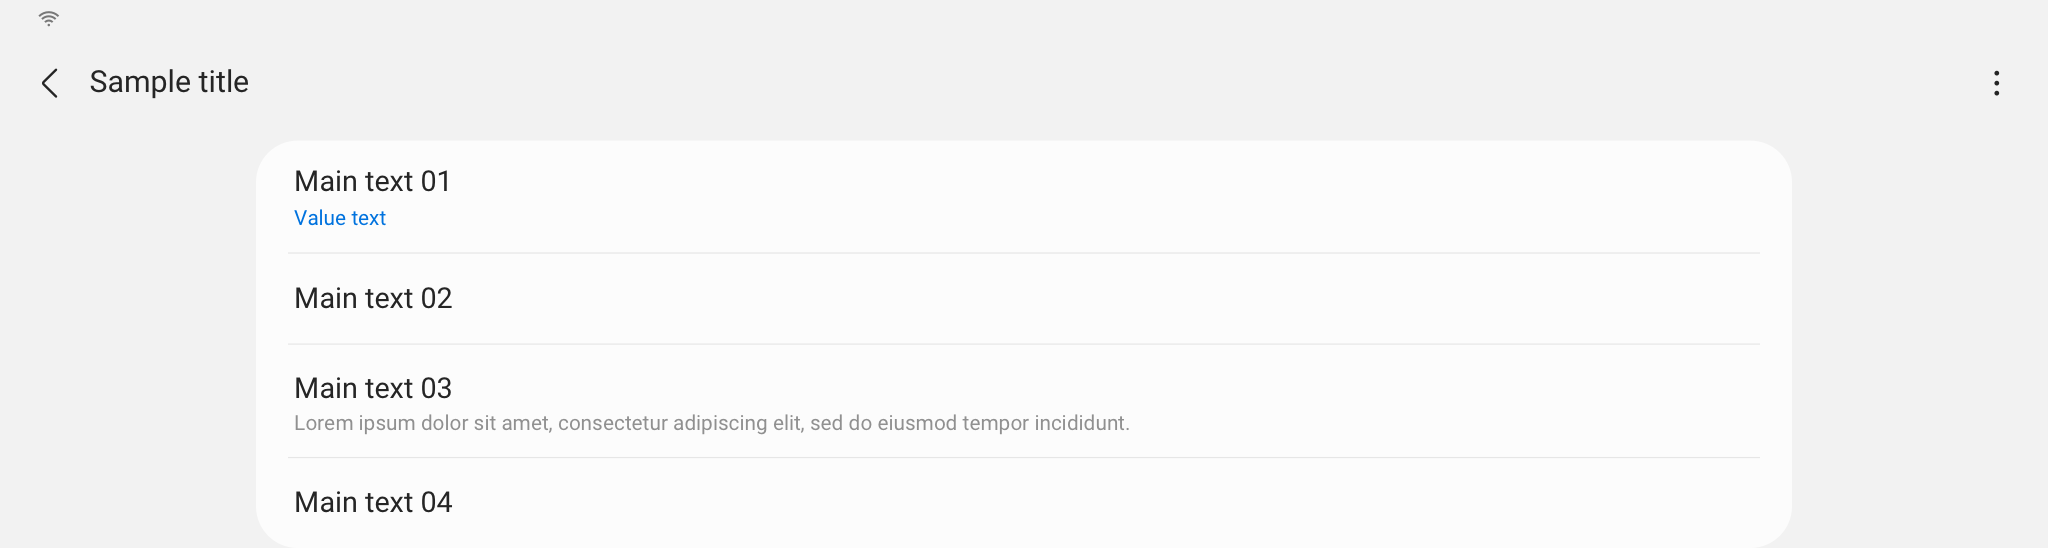 Sample title
Main text 01
Value text
Main text 02
Main text 03
Lorem ipsum dolor sit amet, consectetur adipiscing elit, sed do eiusmod tempor incididunt.
Main text 04